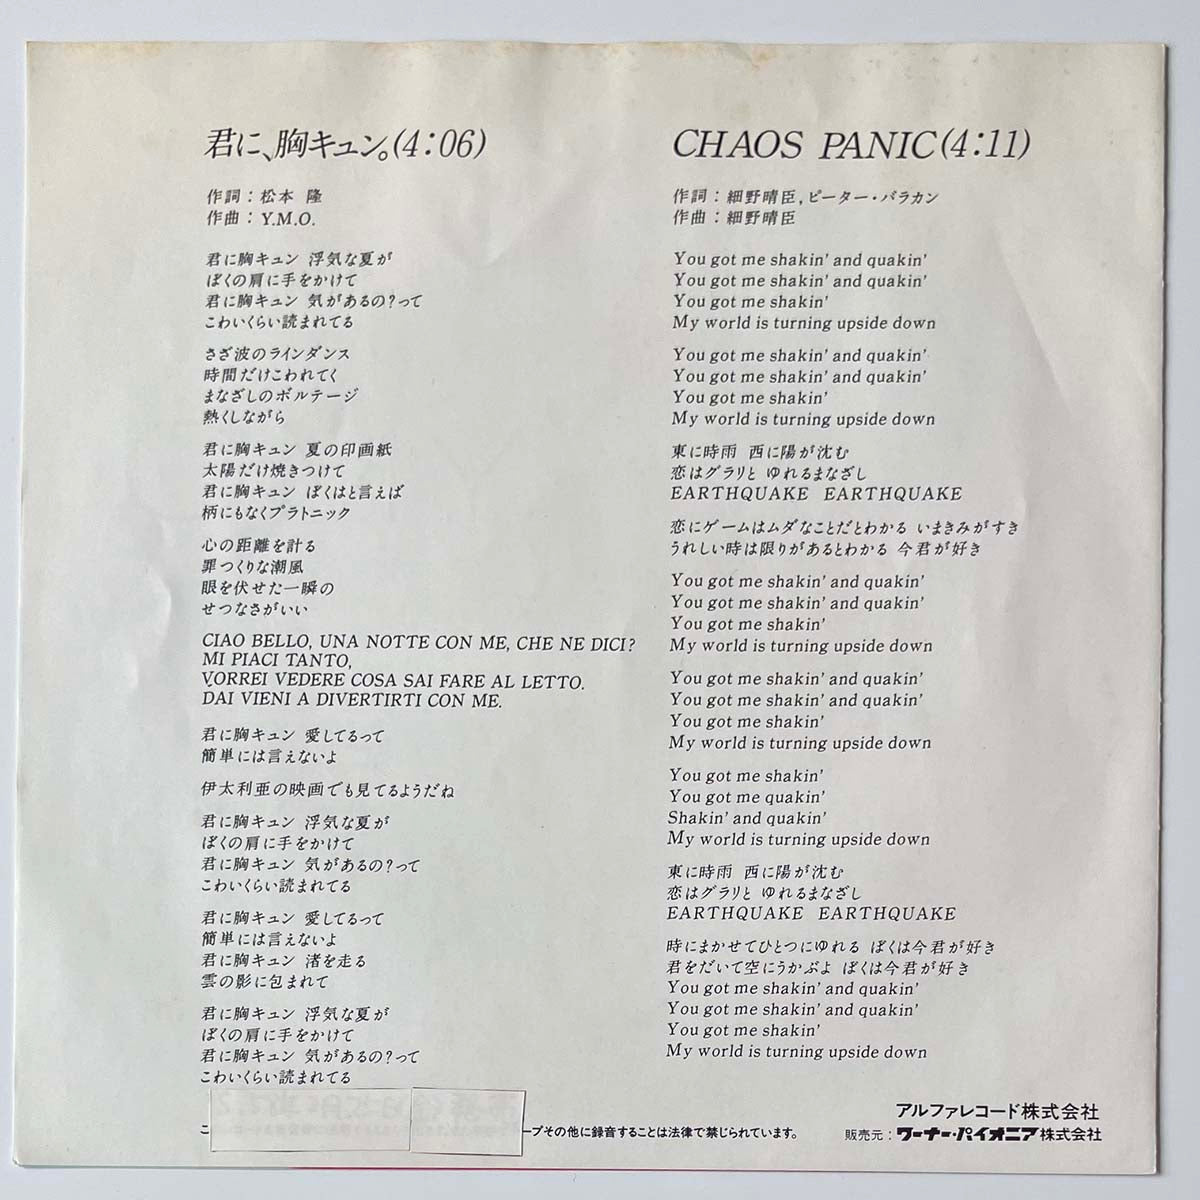 君に、胸キュン。(4:06)
作詞：松本 隆
作曲：Y.M.O.
君に胸キュン 浮気な夏が
ぼくの肩に手をかけて
君に胸キュン 気があるの?って
こわいくらい読まれてる
さざ波のラインダンス
時間だけこわれてく
まなざしのボルテージ
熱くしながら
君に胸キュン 夏の印画紙
太陽だけ焼きつけて
君に胸キュン ぼくはと言えば
柄にもなくプラトニック
心の距離を計る
罪つくりな潮風
眼を伏せた一瞬の
せつなさがいい
CIAO BELLO, UNA NOTTE CON ME, CHE NE DICI?
MI PIACI TANTO,
VORREI VEDERE COSA SAI FARE AL LETTO.
DAI VIENI A DIVERTIRTI CON ME.
君に胸キュン 愛してるって
簡単には言えないよ
伊太利亜の映画でも見てるようだね
君に胸キュン 浮気な夏が
ぼくの肩に手をかけて
君に胸キュン 気があるの?って
こわいくらい読まれてる
君に胸キュン 愛してるって
簡単には言えないよ
君に胸キュン 渚を走る
雲の影に包まれて
君に胸キュン 浮気な夏が
ぼくの肩に手をかけて
君に胸キュン 気があるの?って
こわいくらい読まれてる
CHAOS PANIC(4:11)
作詞：細野晴臣，ピーター・バラカン
作曲：細野晴臣
You got me shakin' and quakin'
You got me shakin' and quakin'
You got me shakin'
My world is turning upside down
You got me shakin' and quakin'
You got me shakin' and quakin'
You got me shakin'
My world is turning upside down
東に時雨 西に陽が沈む
恋はグラリと ゆれるまなざし
EARTHQUAKE EARTHQUAKE
恋にゲームはムダなことだとわかる いまきみがすき
うれしい時は限りがあるとわかる 今君が好き
You got me shakin' and quakin'
You got me shakin' and quakin'
You got me shakin'
My world is turning upside down
You got me shakin' and quakin'
You got me shakin' and quakin'
You got me shakin'
My world is turning upside down
You got me shakin'
You got me quakin'
Shakin' and quakin'
My world is turning upside down
東に時雨 西に陽が沈む
恋はグラリと ゆれるまなざし
EARTHQUAKE EARTHQUAKE
時にまかせてひとつにゆれる ぼくは今君が好き
君をだいて空にうかぶよ ぼくは今君が好き
You got me shakin' and quakin'
You got me shakin' and quakin'
You got me shakin'
My world is turning upside down
こ
ープその他に録音することは法律で禁じられています。
アルファレコード株式会社
販売元：ワーナー・パイオニア株式会社